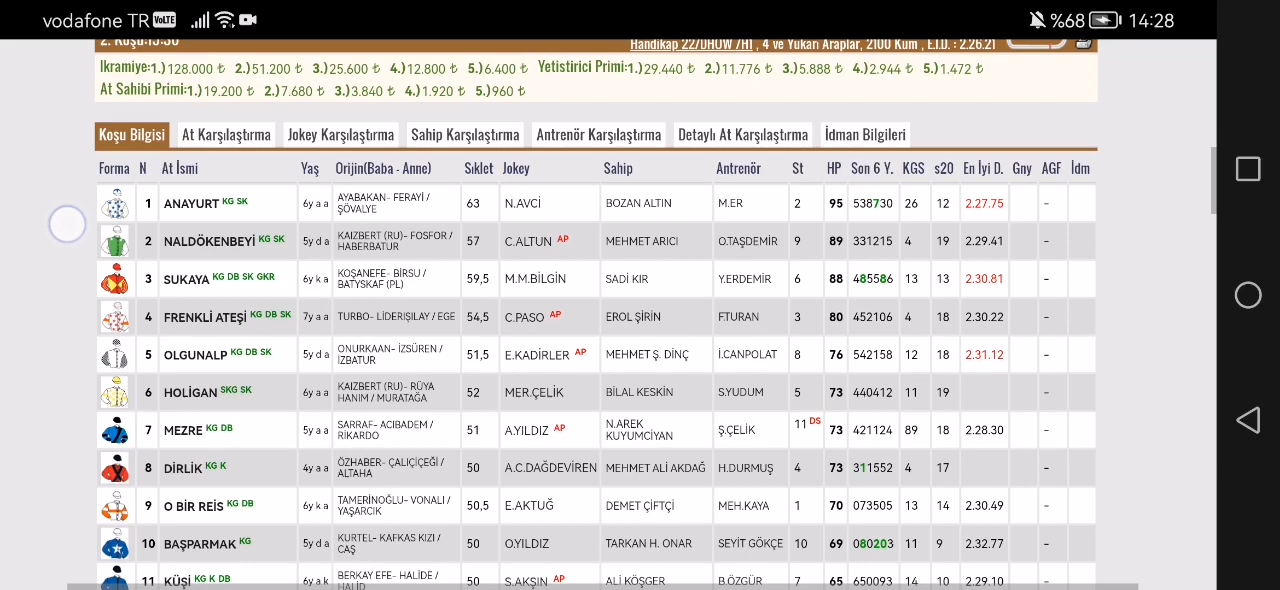 vodafone TR VoLTE %68 14:28
2. Koşu:15:30 Handikap 22/DHÖW /H1 , 4 ve Yukarı Araplar, 2100 Kum , E.İ.D. : 2.26.21
İkramiye:1.)128.000 ₺ 2.)51.200 ₺ 3.)25.600 ₺ 4.)12.800 ₺ 5.)6.400 ₺ Yetistirici Primi:1.)29.440 ₺ 2.)11.776 ₺ 3.)5.888 ₺ 4.)2.944 ₺ 5.)1.472 ₺
At Sahibi Primi:1.)19.200 ₺ 2.)7.680 ₺ 3.)3.840 ₺ 4.)1.920 ₺ 5.)960 ₺
Koşu Bilgisi At Karşılaştırma Jokey Karşılaştırma Sahip Karşılaştırma Antrenör Karşılaştırma Detaylı At Karşılaştırma İdman Bilgileri
Forma N At İsmi Yaş Orijin(Baba - Anne) Sıklet Jokey Sahip Antrenör St HP Son 6 Y. KGS s20 En İyi D. Gny AGF İdm
1 ANAYURT KG SK 6y a a AYABAKAN- FERAYİ / ŞÖVALYE 63 N.AVCİ BOZAN ALTIN M.ER 2 95 538730 26 12 2.27.75 -
2 NALDÖKENBEYİ KG SK 5y d a KAIZBERT (RU)- FOSFOR / HABERBATUR 57 C.ALTUN AP MEHMET ARICI O.TAŞDEMİR 9 89 331215 4 19 2.29.41 -
3 SUKAYA KG DB SK GKR 6y k a KOŞANEFE- BİRSU / BATYSKAF (PL) 59,5 M.M.BİLGİN SADİ KIR Y.ERDEMİR 6 88 485586 13 13 2.30.81 -
4 FRENKLİ ATEŞİ KG DB SK 7y a a TURBO- LİDERIŞILAY / EGE 54,5 C.PASO AP EROL ŞİRİN F.TURAN 3 80 452106 4 18 2.30.22 -
5 OLGUNALP KG DB SK 5y d a ONURKAAN- İZSÜREN / İZBATUR 51,5 E.KADİRLER AP MEHMET Ş. DİNÇ İ.CANPOLAT 8 76 542158 12 18 2.31.12 -
6 HOLİGAN SKG SK 6y a a KAIZBERT (RU)- RÜYA HANIM / MURATAĞA 52 MER.ÇELİK BİLAL KESKİN S.YUDUM 5 73 440412 11 19 -
7 MEZRE KG DB 5y a a SARRAF- ACIBADEM / RİKARDO 51 A.YILDIZ AP N.AREK KUYUMCİYAN Ş.ÇELİK 11 DS 73 421124 89 18 2.28.30 -
8 DİRLİK KG K 4y a a ÖZHABER- ÇALIÇİÇEĞİ / ALTAHA 50 A.C.DAĞDEVİREN MEHMET ALİ AKDAĞ H.DURMUŞ 4 73 311552 4 17 -
9 O BİR REİS KG DB 6y k a TAMERİNOĞLU- VONALI / YAŞARCIK 50,5 E.AKTUĞ DEMET ÇİFTÇİ MEH.KAYA 1 70 073505 13 14 2.30.49 -
10 BAŞPARMAK KG 5y d a KURTEL- KAFKAS KIZI / CAŞ 50 O.YILDIZ TARKAN H. ONAR SEYİT GÖKÇE 10 69 080203 11 9 2.32.77 -
11 KÜŞİ KG K DB 6y a k BERKAY EFE- HALİDE / HALİD 50 S.AKŞIN AP ALİ KÖŞGER B.ÖZGÜR 7 65 650093 14 10 2.29.10 -